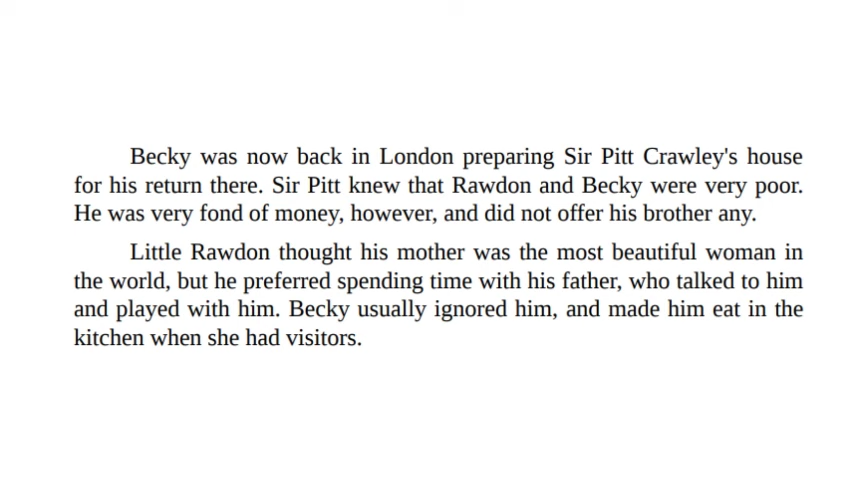 Becky was now back in London preparing Sir Pitt Crawley's house
for his return there. Sir Pitt knew that Rawdon and Becky were very poor.
He was very fond of money, however, and did not offer his brother any.
Little Rawdon thought his mother was the most beautiful woman in
the world, but he preferred spending time with his father, who talked to him
and played with him. Becky usually ignored him, and made him eat in the
kitchen when she had visitors.